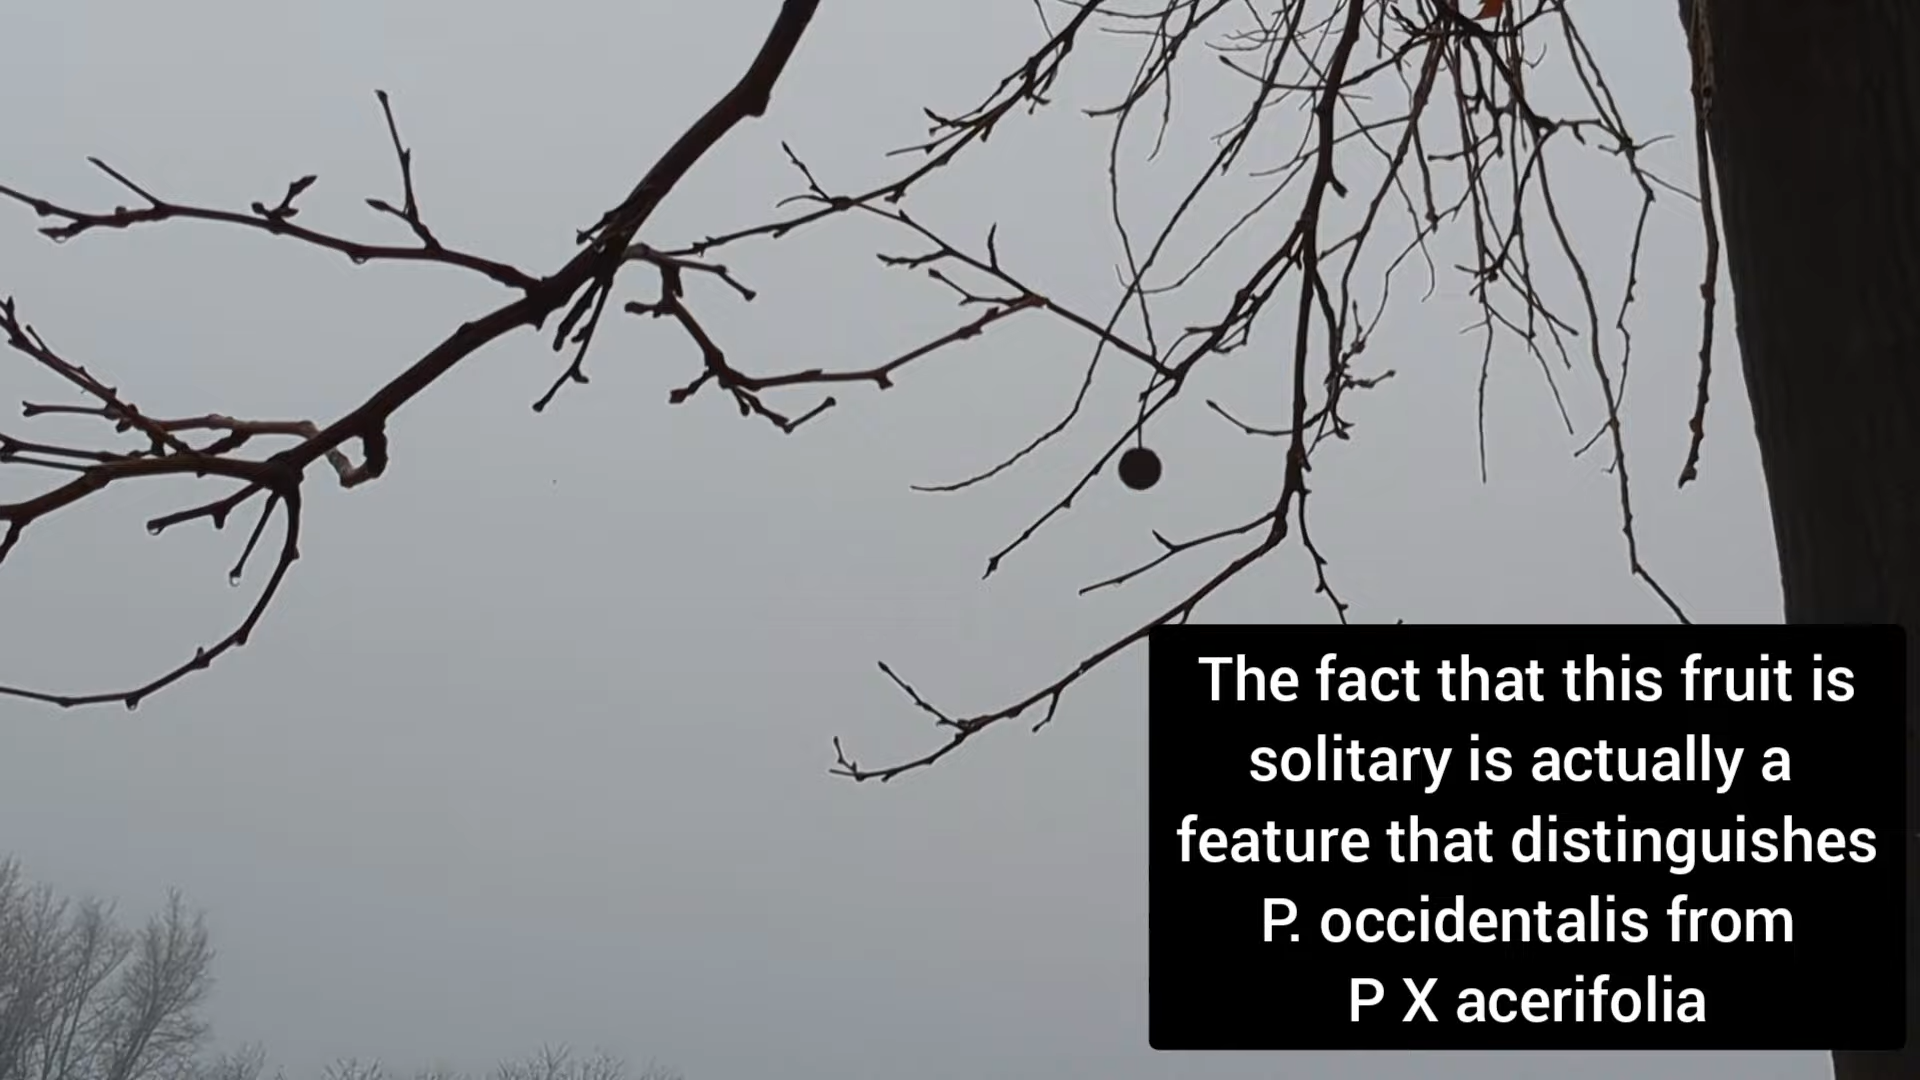 The fact that this fruit is
solitary is actually a
feature that distinguishes
P. occidentalis from
P X acerifolia